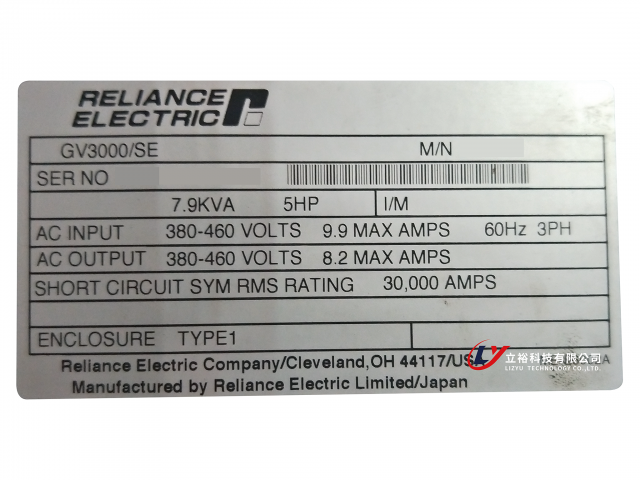 RELIANCE
ELECTRIC
GV3000/SE M/N
SER NO
7.9KVA 5HP I/M
AC INPUT 380-460 VOLTS 9.9 MAX AMPS 60Hz 3PH
AC OUTPUT 380-460 VOLTS 8.2 MAX AMPS
SHORT CIRCUIT SYM RMS RATING 30,000 AMPS
ENCLOSURE TYPE1
Reliance Electric Company/Cleveland,OH 44117/USA
Manufactured by Reliance Electric Limited/Japan
LY 立裕科技有限公司
LIZYU TECHNOLOGY CO.,LTD.